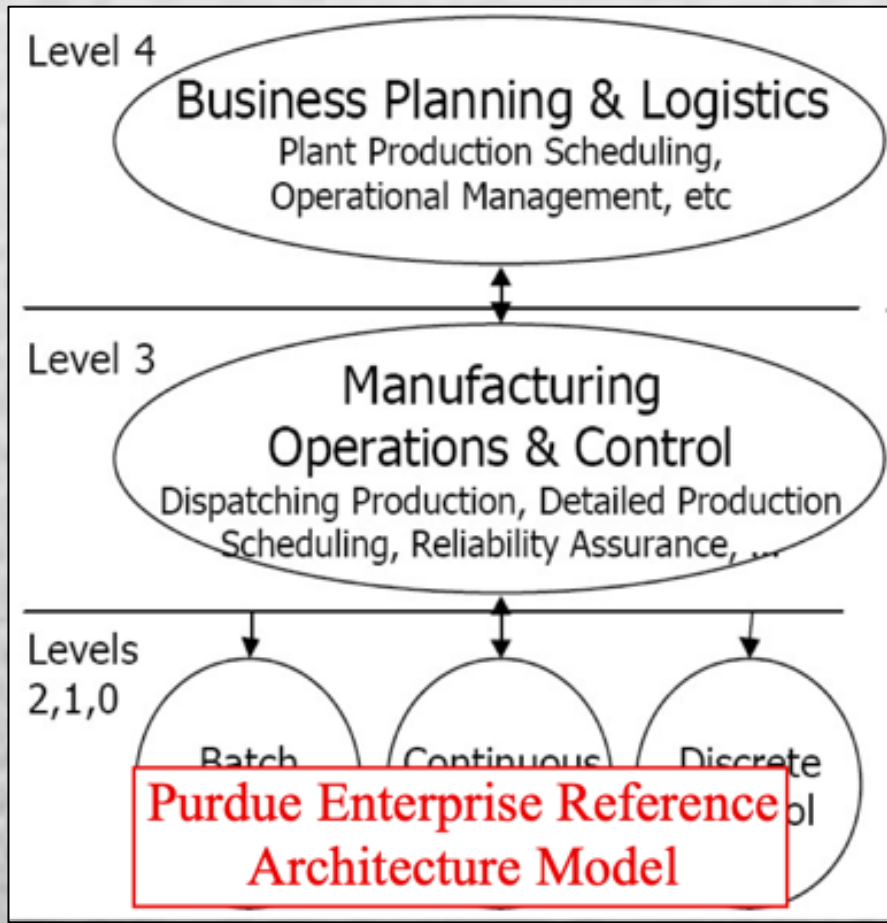 Level 4
Business Planning & Logistics
Plant Production Scheduling,
Operational Management, etc
Level 3
Manufacturing
Operations & Control
Dispatching Production, Detailed Production
Scheduling, Reliability Assurance, ...
Levels
2,1,0
Batch Continuous Discrete
Purdue Enterprise Reference
Architecture Model